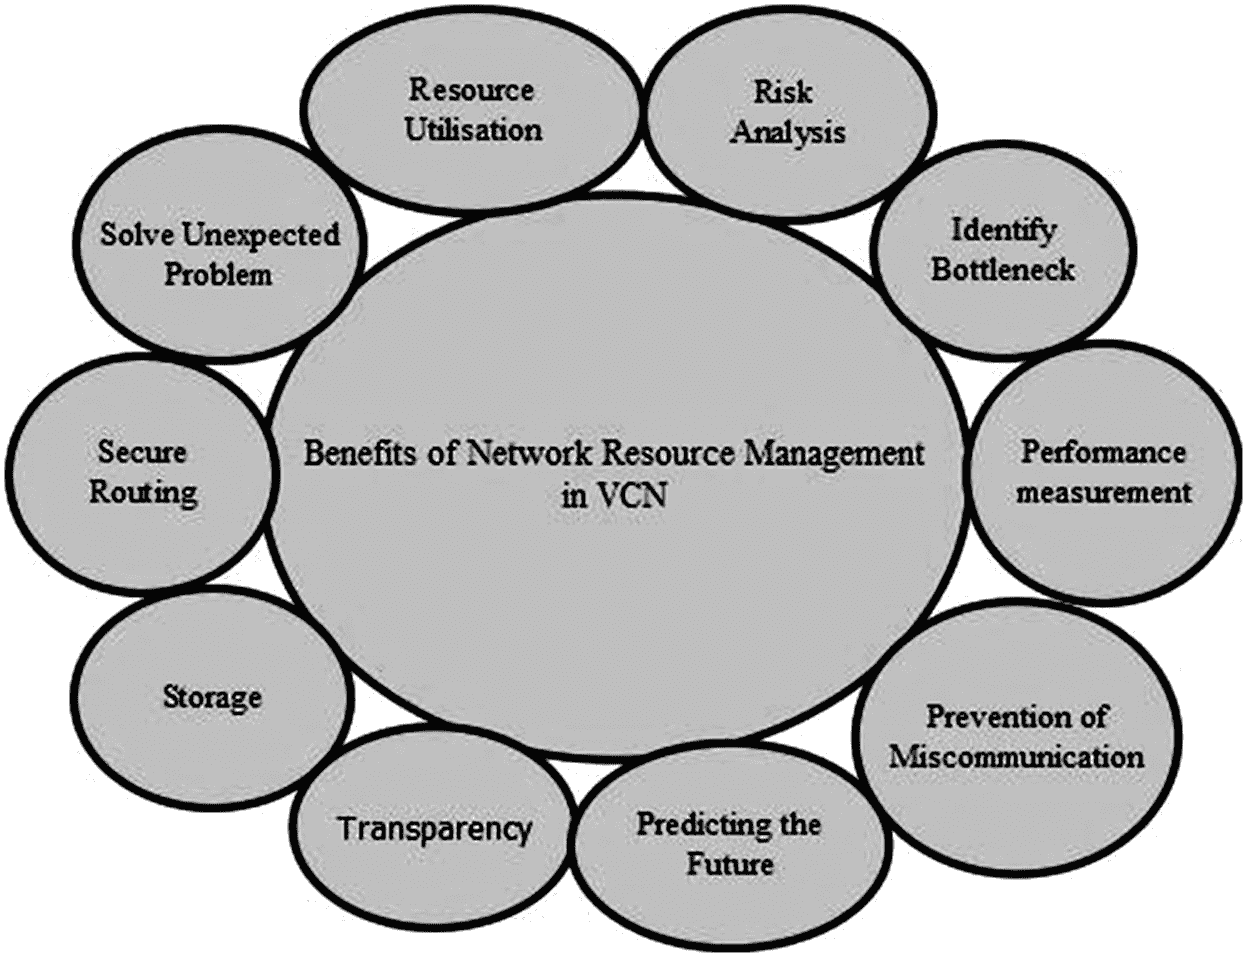 Resource
Utilisation
Risk
Analysis
Solve Unexpected
Problem
Identify
Bottleneck
Secure
Routing
Benefits of Network Resource Management
in VCN
Performance
measurement
Storage
Prevention of
Miscommunication
Transparency
Predicting the
Future